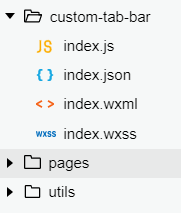 custom-tab-bar
JS index.js
{ } index.json
< > index.wxml
wxss index.wxss
pages
utils